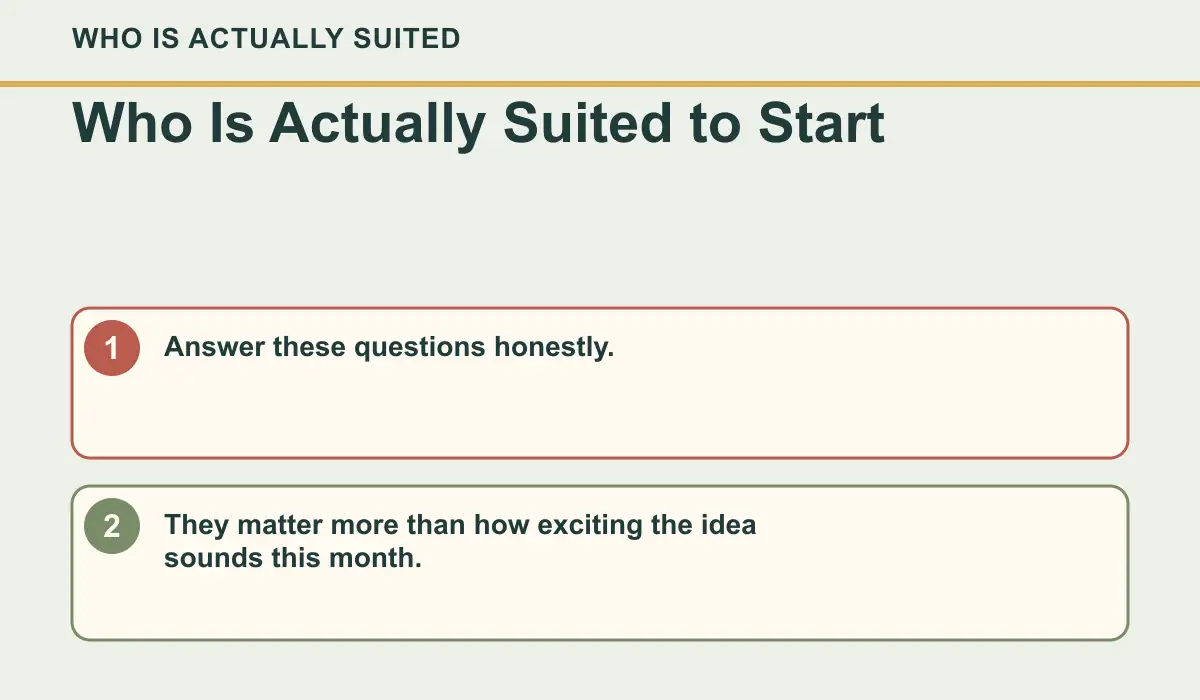 WHO IS ACTUALLY SUITED
Who Is Actually Suited to Start
1
Answer these questions honestly.
2
They matter more than how exciting the idea
sounds this month.